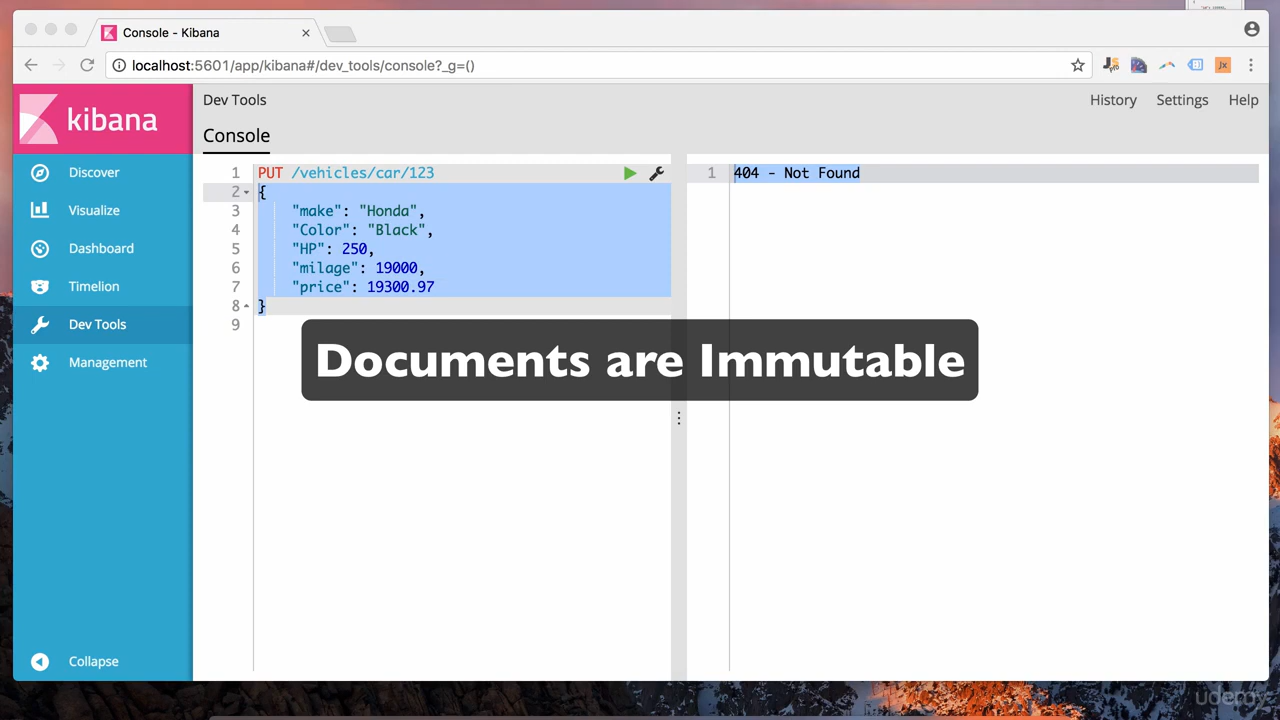 Console - Kibana
localhost:5601/app/kibana#/dev_tools/console?_g=()
kibana
Dev Tools
History Settings Help
Console
Discover
Visualize
Dashboard
Timelion
Dev Tools
Management
Collapse
1 PUT /vehicles/car/123
2 {
3 "make": "Honda",
4 "Color": "Black",
5 "HP": 250,
6 "milage": 19000,
7 "price": 19300.97
8 }
9
1 404 - Not Found
Documents are Immutable
udemy